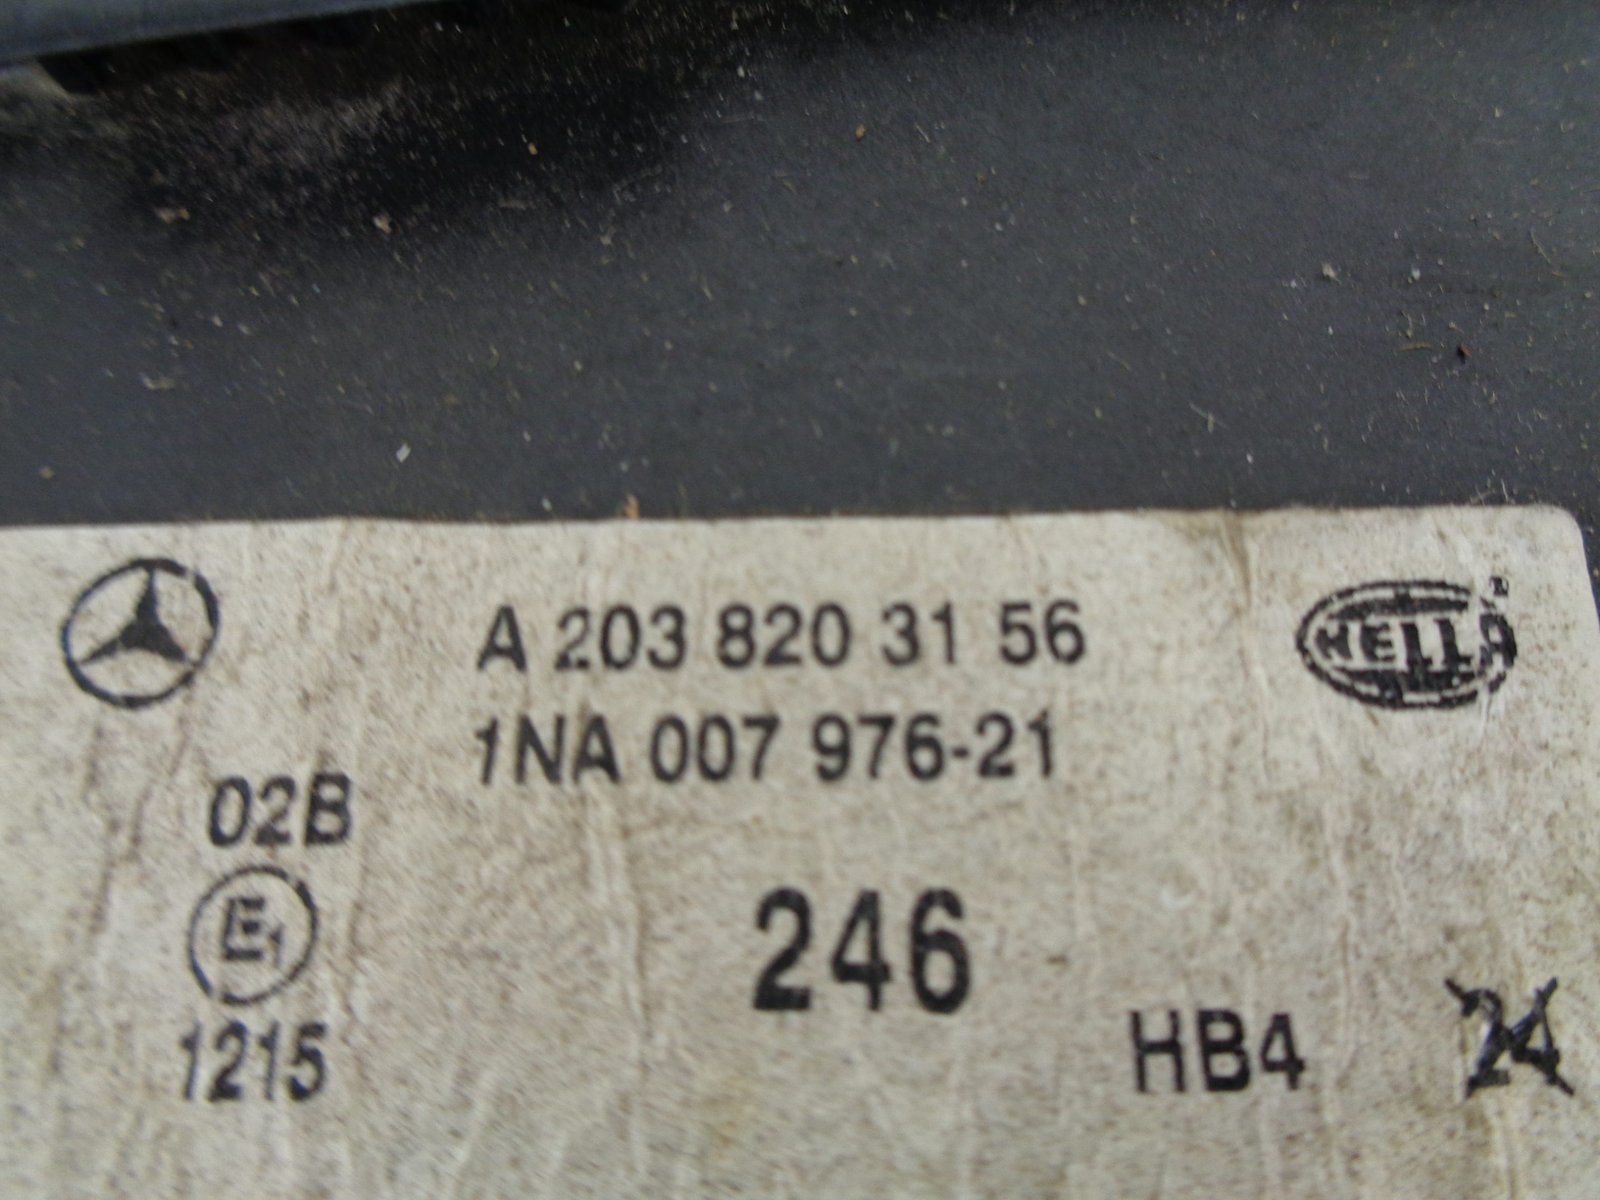 A 203 820 31 56
HELLA
1NA 007 976-21
02B
E1
1215
246
HB4
24